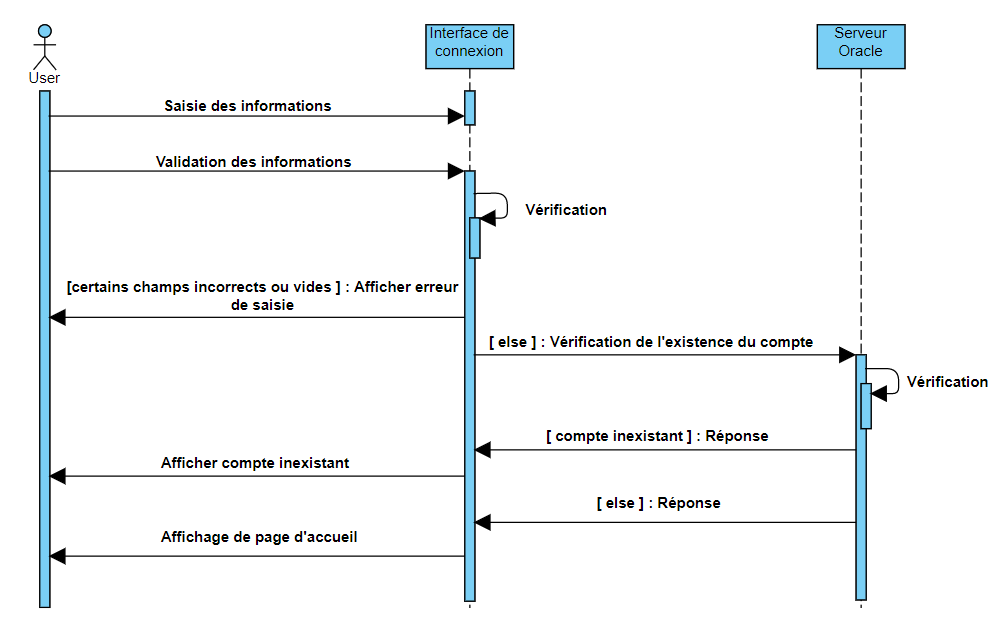 Interface de
connexion
Serveur
Oracle
User
Saisie des informations
Validation des informations
Vérification
[certains champs incorrects ou vides ] : Afficher erreur
de saisie
[ else ] : Vérification de l'existence du compte
Vérification
[ compte inexistant ] : Réponse
Afficher compte inexistant
[ else ] : Réponse
Affichage de page d'accueil